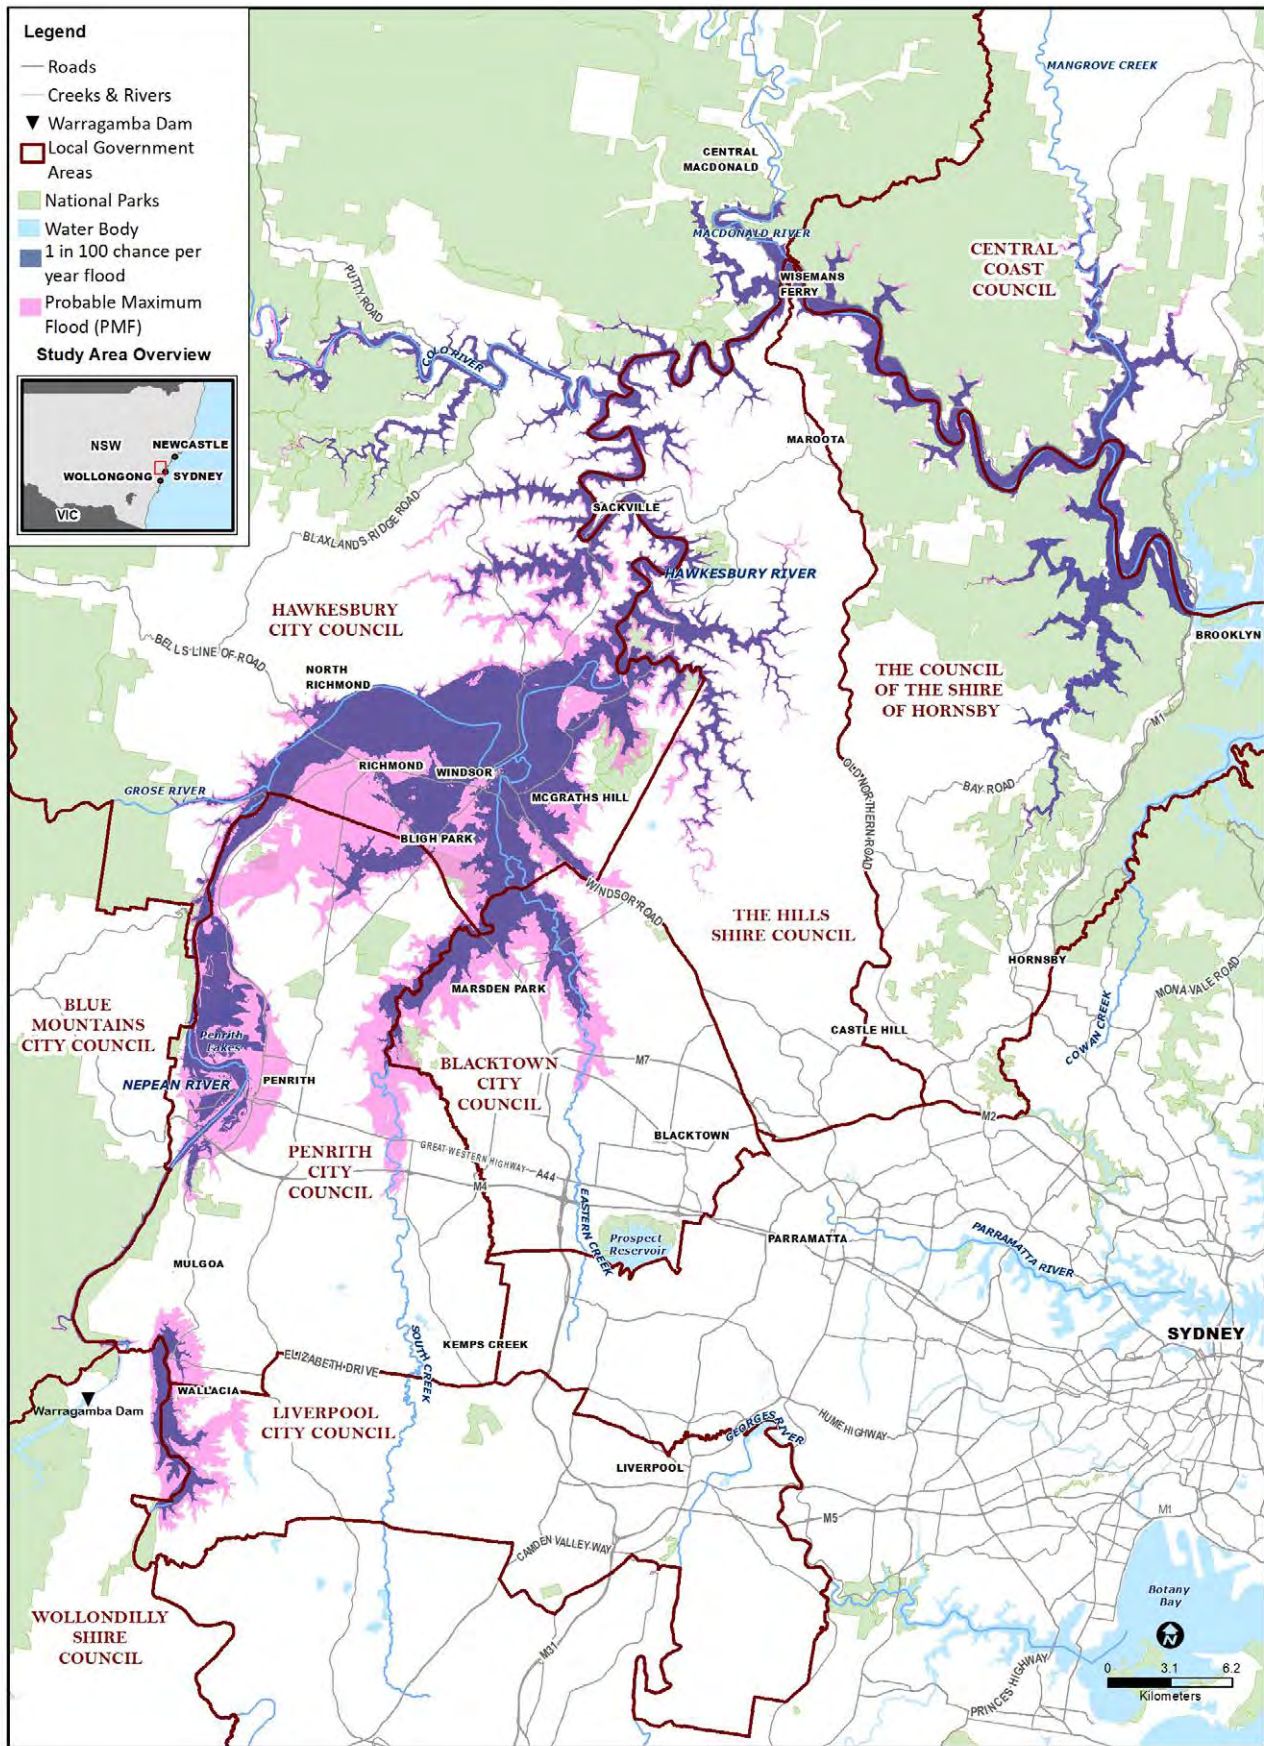 Legend
Roads
Creeks & Rivers
Warragamba Dam
Local Government
Areas
National Parks
Water Body
1 in 100 chance per
year flood
Probable Maximum
Flood (PMF)
Study Area Overview
NSW
NEWCASTLE
WOLLONGONG
SYDNEY
VIC
MANGROVE CREEK
CENTRAL
MACDONALD
MACDONALD RIVER
CENTRAL
COAST
COUNCIL
WISEMANS
FERRY
PUTTY ROAD
COLO RIVER
MAROOTA
SACKVILLE
BLAXLANDS RIDGE ROAD
HAWKESBURY RIVER
HAWKESBURY
CITY COUNCIL
BELLS LINE OF ROAD
BROOKLYN
NORTH
RICHMOND
THE COUNCIL
OF THE SHIRE
OF HORNSBY
M1
RICHMOND
WINDSOR
GROSE RIVER
MCGRATHS HILL
OLD NORTHERN ROAD
BAY ROAD
BLIGH PARK
WINDSOR ROAD
THE HILLS
SHIRE COUNCIL
HORNSBY
MONA VALE ROAD
MARSDEN PARK
BLUE
MOUNTAINS
CITY COUNCIL
Penrith
Lakes
CASTLE HILL
COWAN CREEK
M7
BLACKTOWN
CITY
COUNCIL
NEPEAN RIVER
PENRITH
M2
BLACKTOWN
PENRITH
CITY
COUNCIL
GREAT WESTERN HIGHWAY
A44
M4
EASTERN CREEK
Prospect
Reservoir
PARRAMATTA
PARRAMATTA RIVER
MULGOA
SYDNEY
KEMPS CREEK
SOUTH CREEK
ELIZABETH DRIVE
WALLACIA
Warragamba Dam
LIVERPOOL
CITY COUNCIL
GEORGES RIVER
HUME HIGHWAY
LIVERPOOL
M5
M1
CAMDEN VALLEY WAY
Botany
Bay
WOLLONDILLY
SHIRE
COUNCIL
N
M31
PRINCES HIGHWAY
0 3.1 6.2
Kilometers